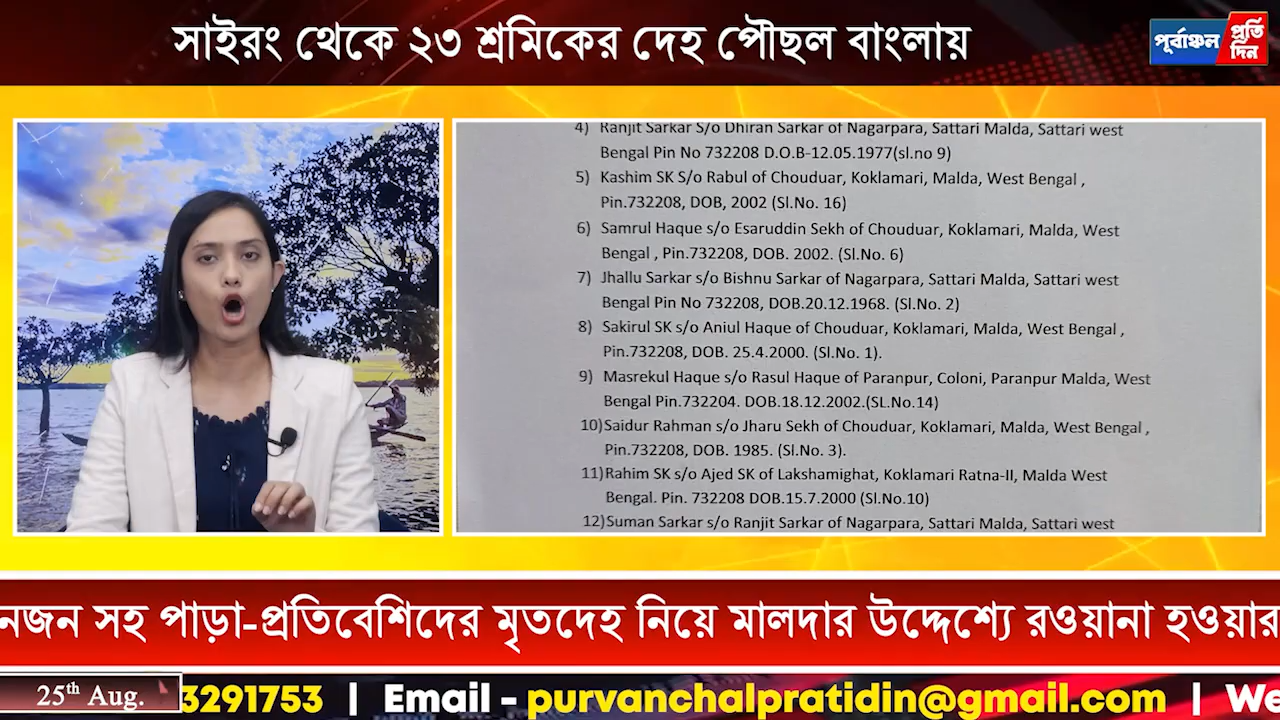 সাইরং থেকে ২৩ শ্রমিকের দেহ পৌছল বাংলায়
পূর্বাঞ্চল প্রতি
দিন
4) Ranjit Sarkar S/o Dhiran Sarkar of Nagarpara, Sattari Malda, Sattari west
Bengal Pin No 732208 D.O.B-12.05.1977(sl.no 9)
5) Kashim SK S/o Rabul of Chouduar, Koklamari, Malda, West Bengal ,
Pin.732208, DOB, 2002 (Sl.No. 16)
6) Samrul Haque s/o Esaruddin Sekh of Chouduar, Koklamari, Malda, West
Bengal , Pin.732208, DOB. 2002. (Sl.No. 6)
7) Jhallu Sarkar s/o Bishnu Sarkar of Nagarpara, Sattari Malda, Sattari west
Bengal Pin No 732208, DOB.20.12.1968. (Sl.No. 2)
8) Sakirul SK s/o Aniul Haque of Chouduar, Koklamari, Malda, West Bengal ,
Pin.732208, DOB. 25.4.2000. (Sl.No. 1).
9) Masrekul Haque s/o Rasul Haque of Paranpur, Coloni, Paranpur Malda, West
Bengal Pin.732204. DOB.18.12.2002.(SL.No.14)
10)Saidur Rahman s/o Jharu Sekh of Chouduar, Koklamari, Malda, West Bengal ,
Pin.732208, DOB. 1985. (Sl.No. 3).
11)Rahim SK s/o Ajed SK of Lakshamighat, Koklamari Ratna-II, Malda West
Bengal. Pin. 732208 DOB.15.7.2000 (Sl.No.10)
12)Suman Sarkar s/o Ranjit Sarkar of Nagarpara, Sattari Malda, Sattari west
নজন সহ পাড়া-প্রতিবেশিদের মৃতদেহ নিয়ে মালদার উদ্দেশ্যে রওয়ানা হওয়ার
25th Aug. 3291753 | Email - purvanchalpratidin@gmail.com | We